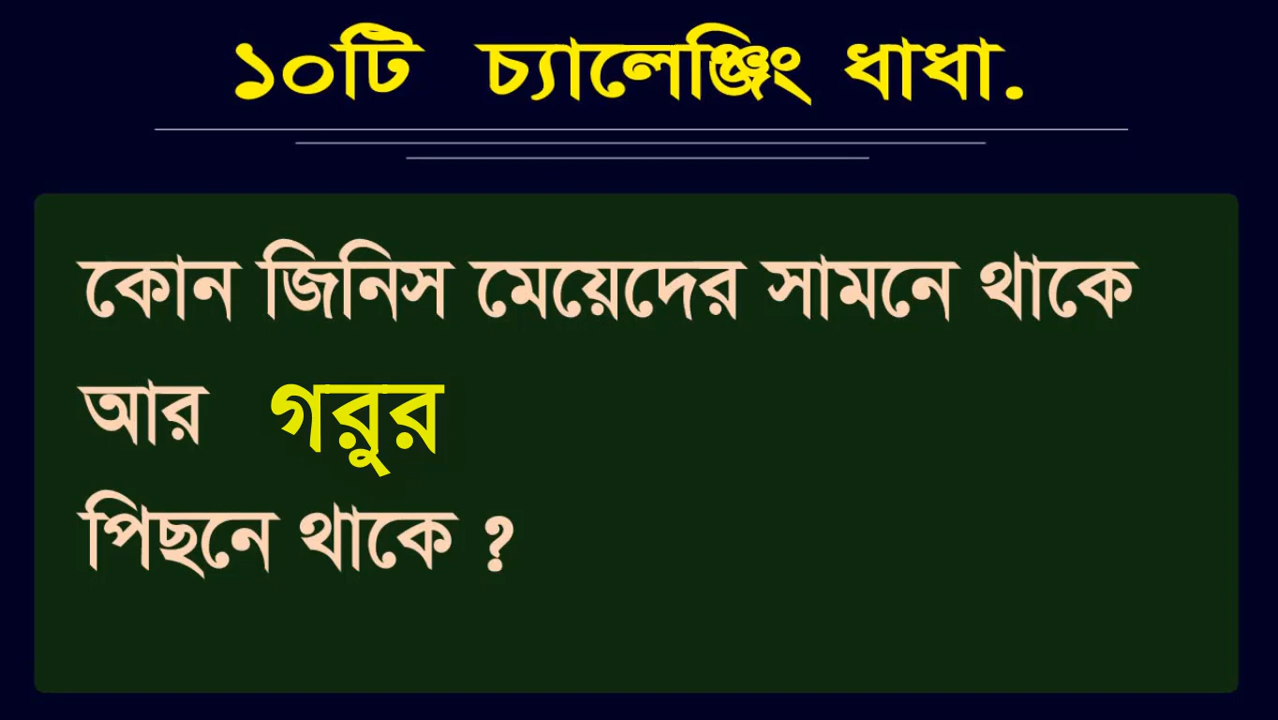 ১০টি চ্যালেঞ্জিং ধাধা.
কোন জিনিস মেয়েদের সামনে থাকে
আর গরুর
পিছনে থাকে ?